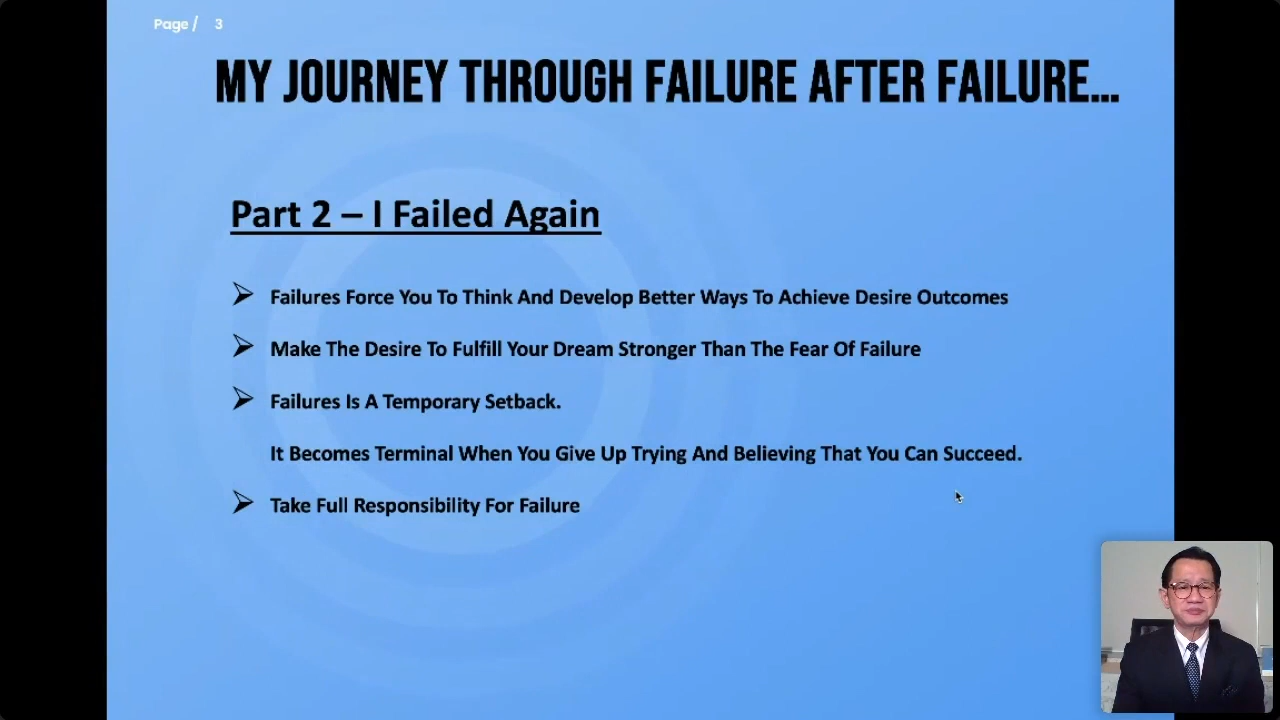 Page / 3
MY JOURNEY THROUGH FAILURE AFTER FAILURE...
Part 2 – I Failed Again
Failures Force You To Think And Develop Better Ways To Achieve Desire Outcomes
Make The Desire To Fulfill Your Dream Stronger Than The Fear Of Failure
Failures Is A Temporary Setback.
It Becomes Terminal When You Give Up Trying And Believing That You Can Succeed.
Take Full Responsibility For Failure